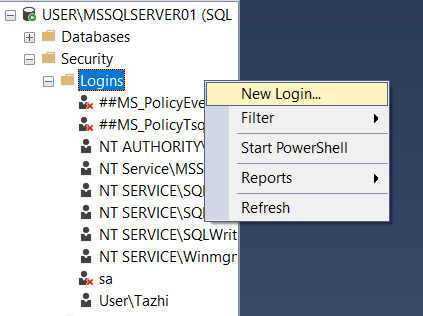 USER\MSSQLSERVER01 (SQL
Databases
Security
Logins
##MS_PolicyEve
##MS_PolicyTsq
NT AUTHORITY\
NT Service\MSS
NT SERVICE\SQ
NT SERVICE\SQ
NT SERVICE\SQLWrit
NT SERVICE\Winmgn
sa
User\Tazhi
New Login...
Filter
Start PowerShell
Reports
Refresh